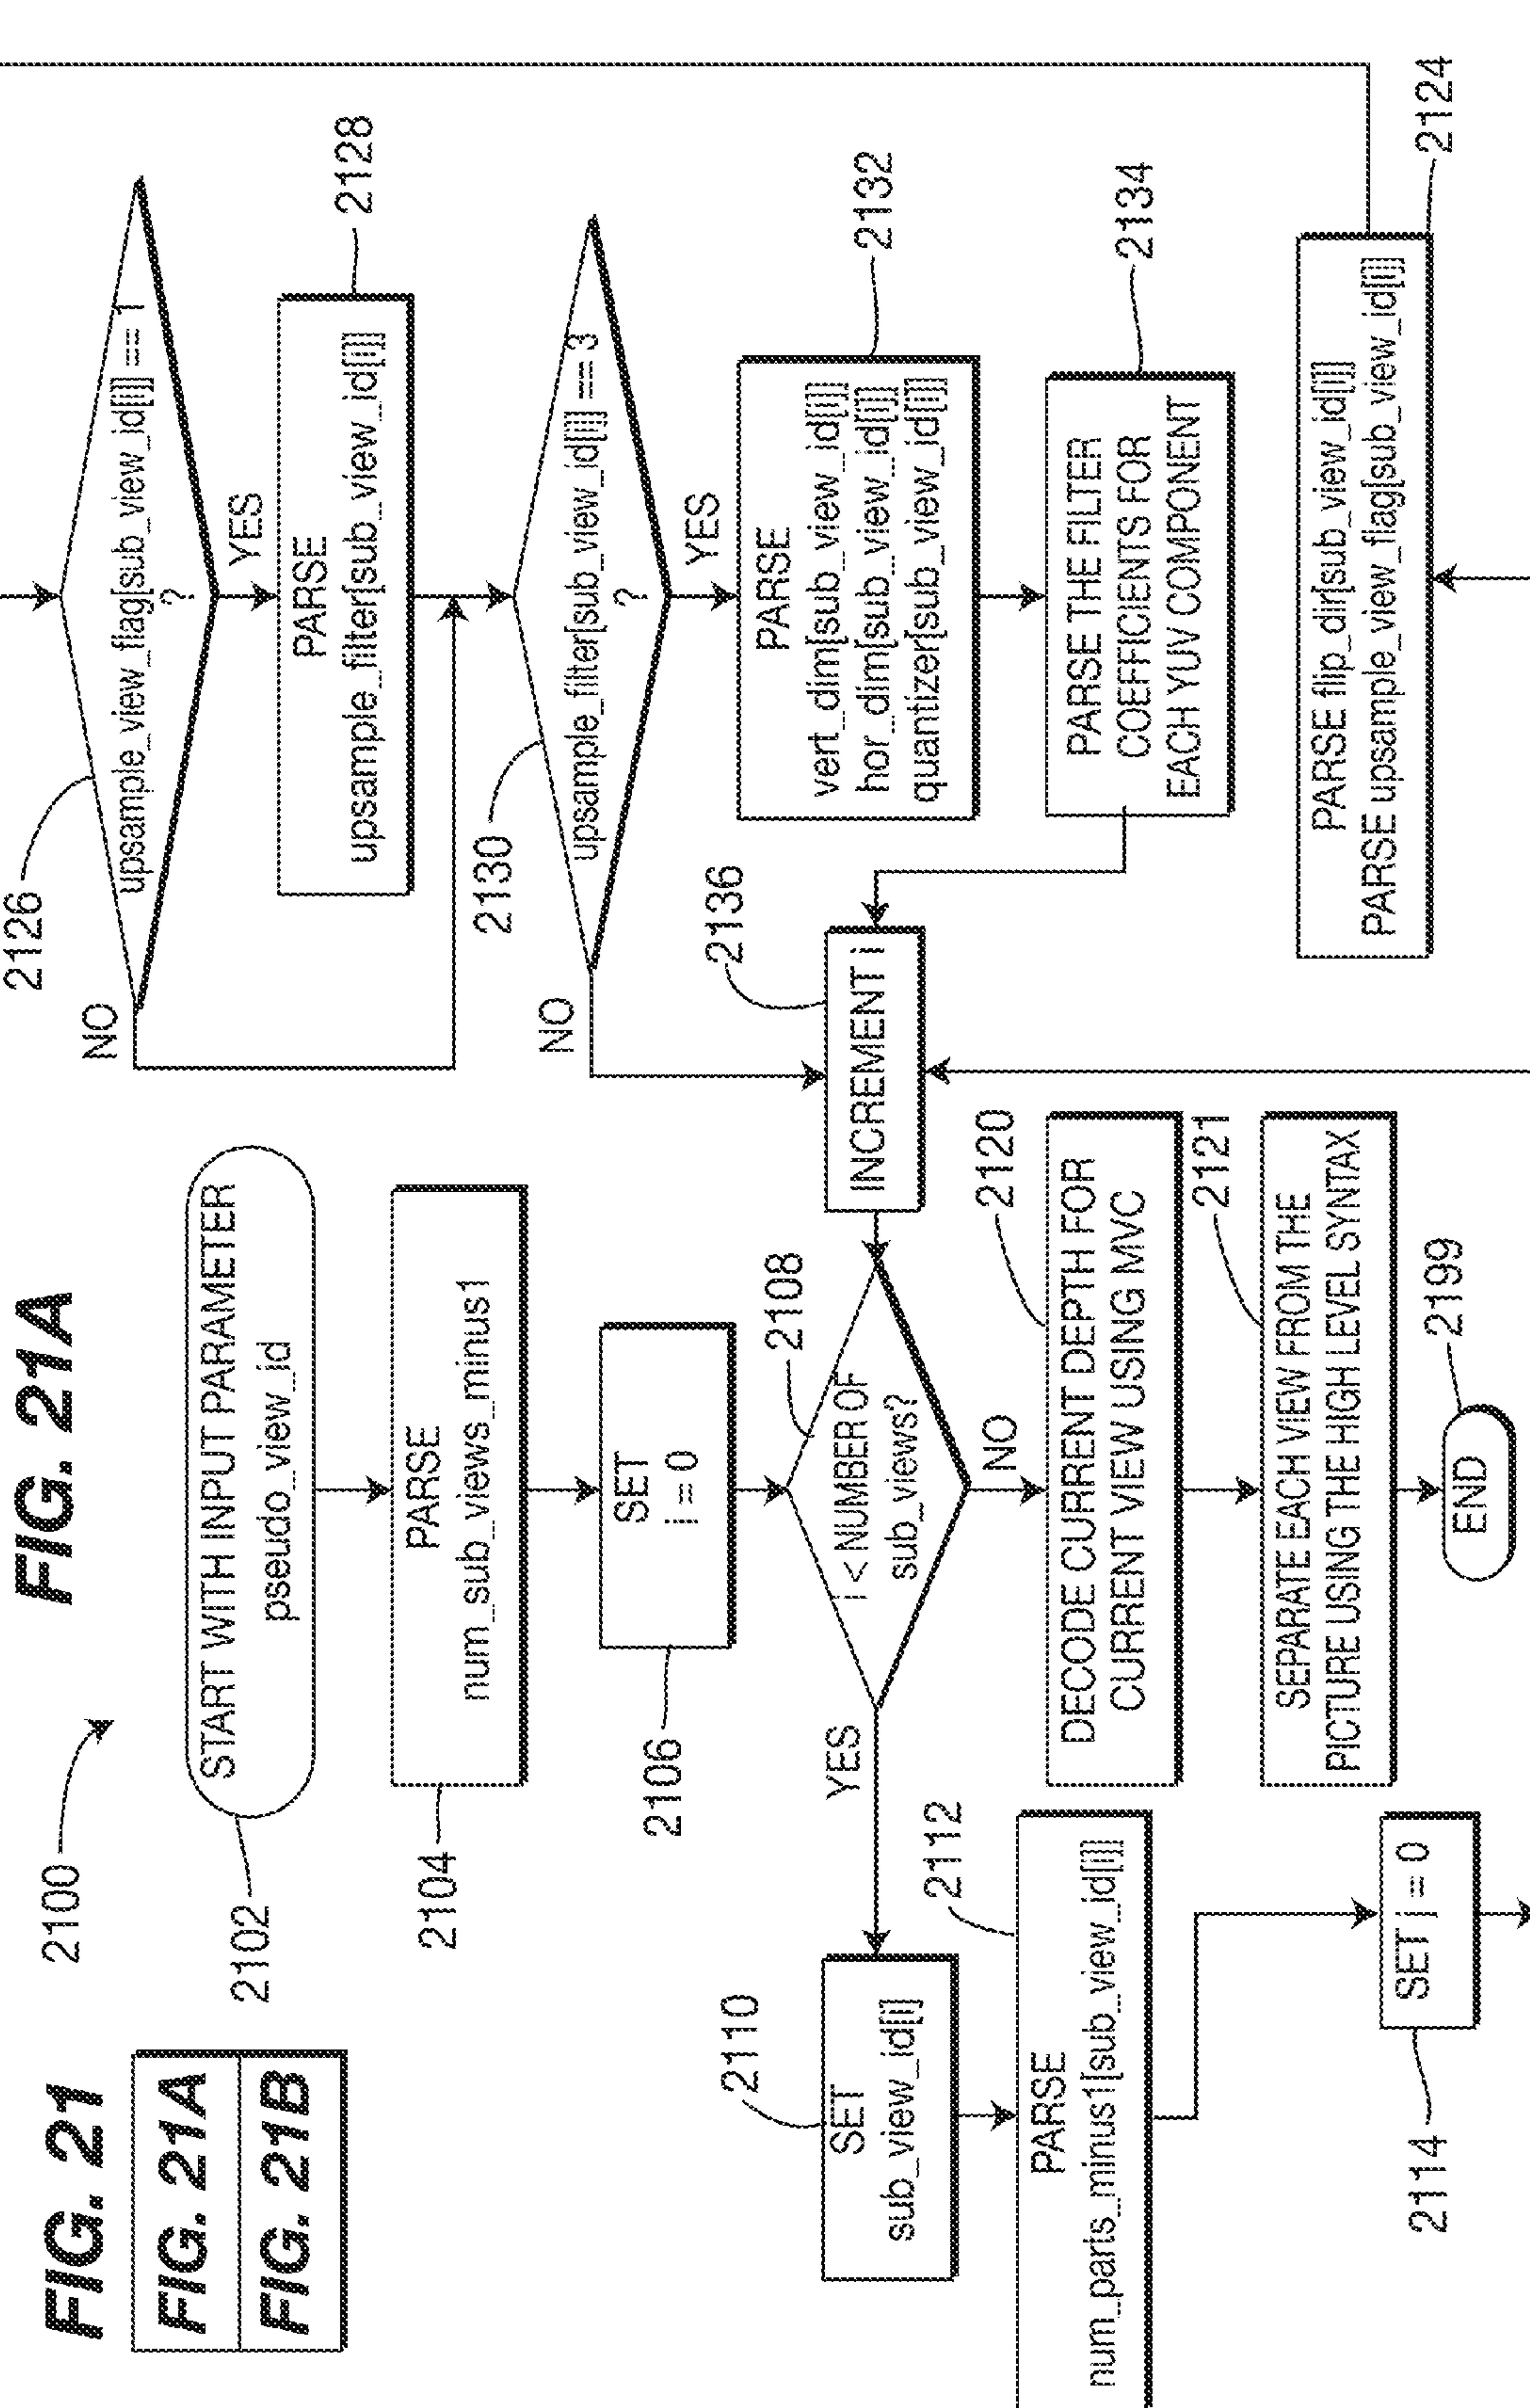 FIG. 21
FIG. 21A
FIG. 21B
FIG. 21A
2100
2102
START WITH INPUT PARAMETER
pseudo_view_id
2104
PARSE
num_sub_views_minus1
2106
SET
i = 0
2108
i < NUMBER OF
sub_views?
YES
NO
2110
SET
sub_view_id[i]
2112
PARSE
num_parts_minus1[sub_view_id[i]]
2114
SET j = 0
2120
DECODE CURRENT DEPTH FOR
CURRENT VIEW USING MVC
2121
SEPARATE EACH VIEW FROM THE
PICTURE USING THE HIGH LEVEL SYNTAX
2199
END
2126
upsample_view_flag[sub_view_id[i]] == 1
?
NO
YES
2128
PARSE
upsample_filter[sub_view_id[i]]
2130
upsample_filter[sub_view_id[i]] == 3
?
NO
YES
2132
PARSE
vert_dim[sub_view_id[i]]
hor_dim[sub_view_id[i]]
quantizer[sub_view_id[i]]
2134
PARSE THE FILTER
COEFFICIENTS FOR
EACH YUV COMPONENT
2136
INCREMENT i
2124
PARSE flip_dir[sub_view_id[i]]
PARSE upsample_view_flag[sub_view_id[i]]